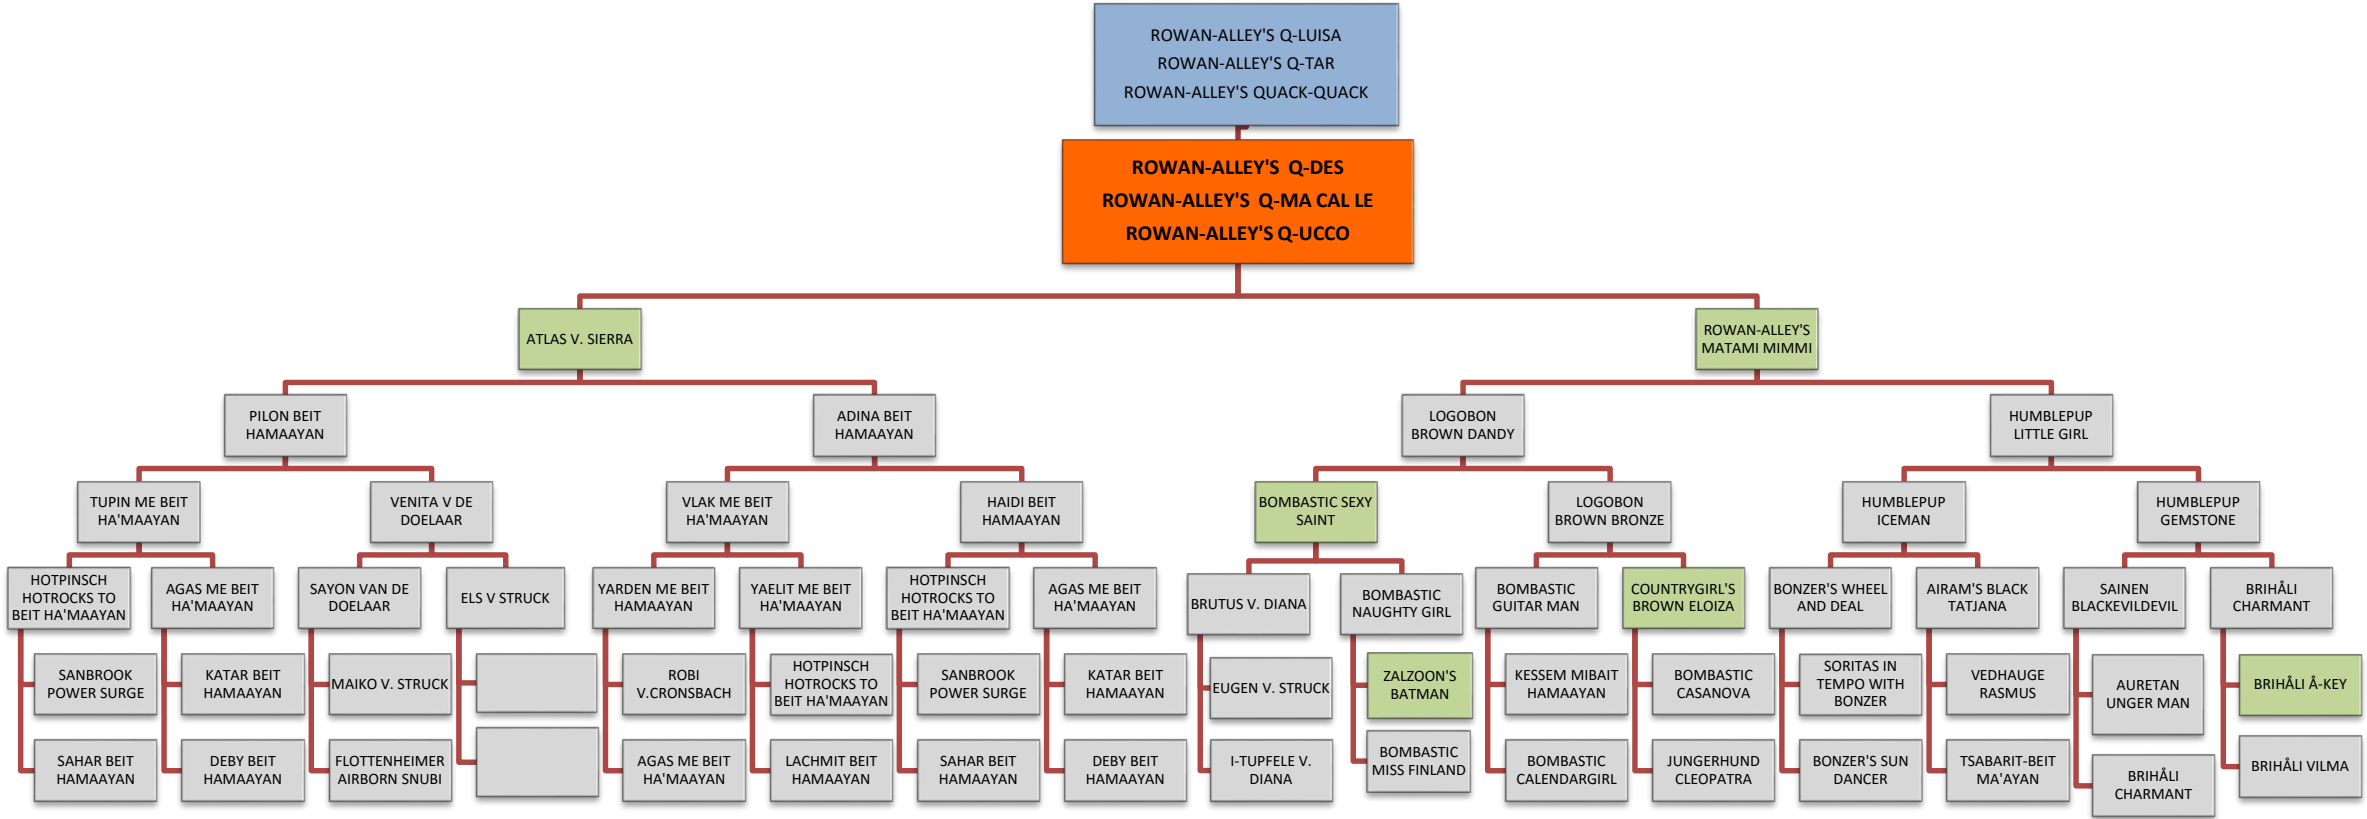 ROWAN-ALLEY'S Q-LUISA
ROWAN-ALLEY'S Q-TAR
ROWAN-ALLEY'S QUACK-QUACK
ROWAN-ALLEY'S Q-DES
ROWAN-ALLEY'S Q-MA CAL LE
ROWAN-ALLEY'S Q-UCCO
ATLAS V. SIERRA
ROWAN-ALLEY'S
MATAMI MIMMI
PILON BEIT
HAMAAYAN
ADINA BEIT
HAMAAYAN
LOGOBON
BROWN DANDY
HUMBLEPUP
LITTLE GIRL
TUPIN ME BEIT
HA'MAAYAN
VENITA V DE
DOELAAR
VLAK ME BEIT
HA'MAAYAN
HAIDI BEIT
HAMAAYAN
BOMBASTIC SEXY
SAINT
LOGOBON
BROWN BRONZE
HUMBLEPUP
ICEMAN
HUMBLEPUP
GEMSTONE
HOTPINSCH
HOTROCKS TO
BEIT HA'MAAYAN
AGAS ME BEIT
HA'MAAYAN
SAYON VAN DE
DOELAAR
ELS V STRUCK
YARDEN ME BEIT
HAMAAYAN
YAELIT ME BEIT
HA'MAAYAN
HOTPINSCH
HOTROCKS TO
BEIT HA'MAAYAN
AGAS ME BEIT
HA'MAAYAN
BRUTUS V. DIANA
BOMBASTIC
NAUGHTY GIRL
BOMBASTIC
GUITAR MAN
COUNTRYGIRL'S
BROWN ELOIZA
BONZER'S WHEEL
AND DEAL
AIRAM'S BLACK
TATJANA
SAINEN
BLACKEVILDEVIL
BRIHÅLI
CHARMANT
SANBROOK
POWER SURGE
KATAR BEIT
HAMAAYAN
MAIKO V. STRUCK
ROBI
V.CRONSBACH
HOTPINSCH
HOTROCKS TO
BEIT HA'MAAYAN
SANBROOK
POWER SURGE
KATAR BEIT
HAMAAYAN
EUGEN V. STRUCK
ZALZOON'S
BATMAN
KESSEM MIBAIT
HAMAAYAN
BOMBASTIC
CASANOVA
SORITAS IN
TEMPO WITH
BONZER
VEDHAUGE
RASMUS
AURETAN
UNGER MAN
BRIHÅLI Å-KEY
SAHAR BEIT
HAMAAYAN
DEBY BEIT
HAMAAYAN
FLOTTENHEIMER
AIRBORN SNUBI
AGAS ME BEIT
HA'MAAYAN
LACHMIT BEIT
HAMAAYAN
SAHAR BEIT
HAMAAYAN
DEBY BEIT
HAMAAYAN
I-TUPFELE V.
DIANA
BOMBASTIC
MISS FINLAND
BOMBASTIC
CALENDARGIRL
JUNGERHUND
CLEOPATRA
BONZER'S SUN
DANCER
TSABARIT-BEIT
MA'AYAN
BRIHÅLI
CHARMANT
BRIHÅLI VILMA